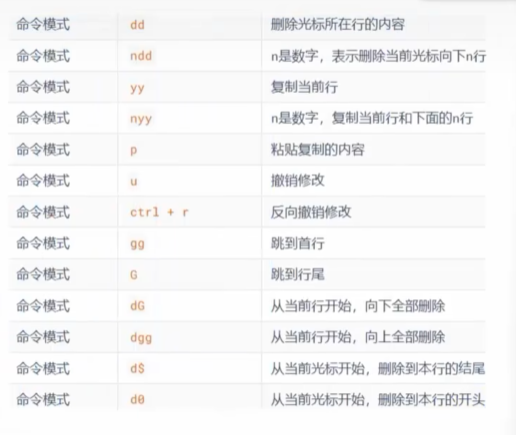 命令模式 dd 删除光标所在行的内容
命令模式 ndd n是数字，表示删除当前光标向下n行
命令模式 yy 复制当前行
命令模式 nyy n是数字，复制当前行和下面的n行
命令模式 p 粘贴复制的内容
命令模式 u 撤销修改
命令模式 ctrl + r 反向撤销修改
命令模式 gg 跳到首行
命令模式 G 跳到行尾
命令模式 dG 从当前行开始，向下全部删除
命令模式 dgg 从当前行开始，向上全部删除
命令模式 d$ 从当前光标开始，删除到本行的结尾
命令模式 d0 从当前光标开始，删除到本行的开头